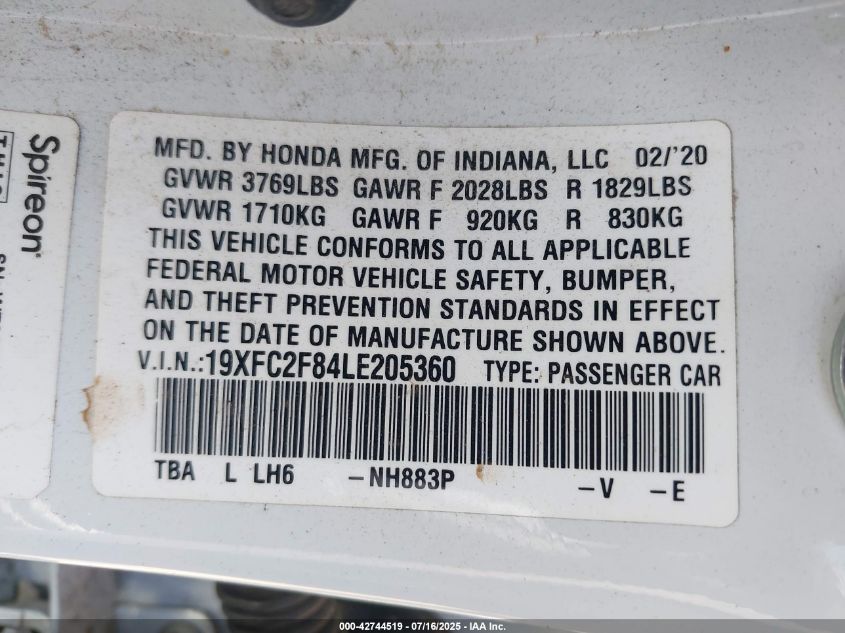 MFD. BY HONDA MFG. OF INDIANA, LLC 02/'20
GVWR 3769LBS GAWR F 2028LBS R 1829LBS
GVWR 1710KG GAWR F 920KG R 830KG
THIS VEHICLE CONFORMS TO ALL APPLICABLE
FEDERAL MOTOR VEHICLE SAFETY, BUMPER,
AND THEFT PREVENTION STANDARDS IN EFFECT
ON THE DATE OF MANUFACTURE SHOWN ABOVE.
V.I.N.:19XFC2F84LE205360 TYPE: PASSENGER CAR
TBA L LH6 -NH883P -V -E
Spireon
000-42744519 - 07/16/2025 - IAA Inc.